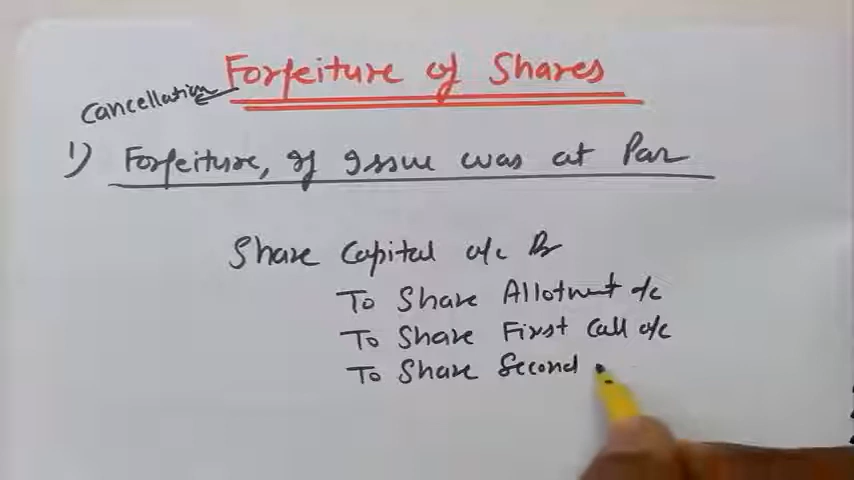 Forfeiture of Shares
Cancellation
1) Forfeiture, If Issue was at Par
Share Capital a/c Dr
To Share Allotment a/c
To Share First Call a/c
To Share Second